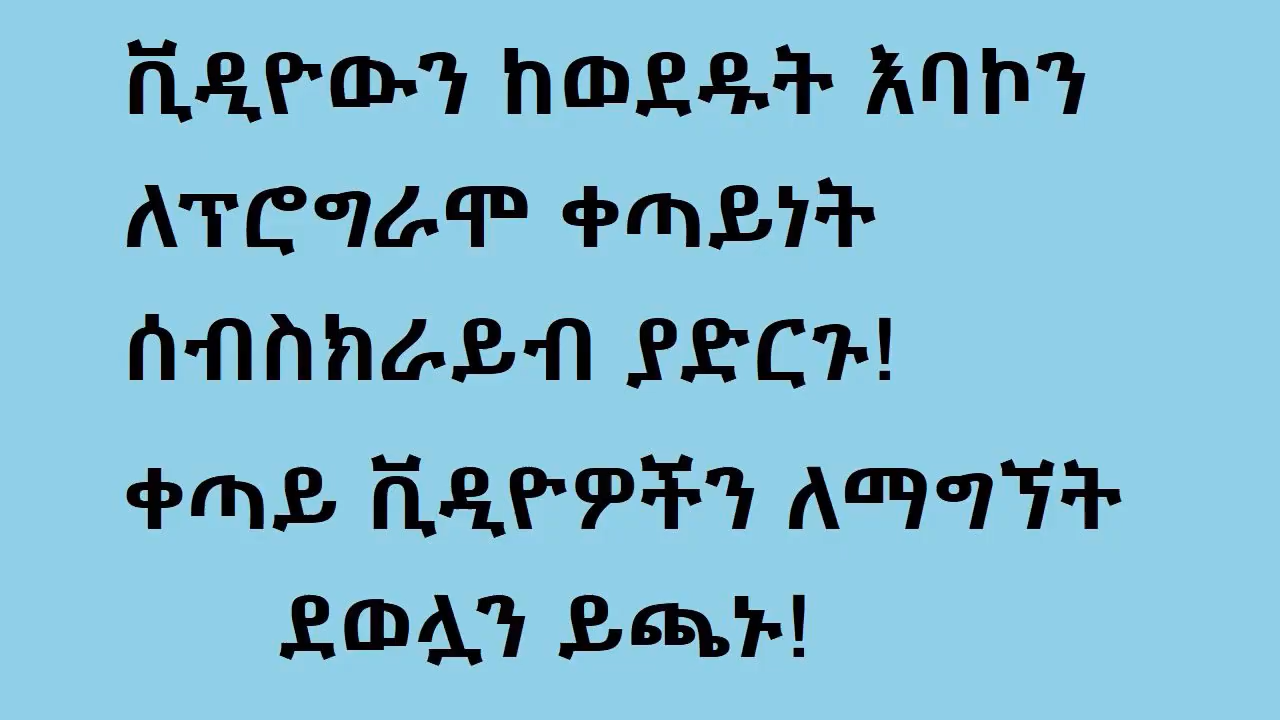 ቪዲዮውን ከወደዱት እባኮን
ለፕሮግራሞ ቀጣይነት
ሰብስክራይብ ያድርጉ!
ቀጣይ ቪዲዮዎችን ለማግኘት
ደወሏን ይጫኑ!